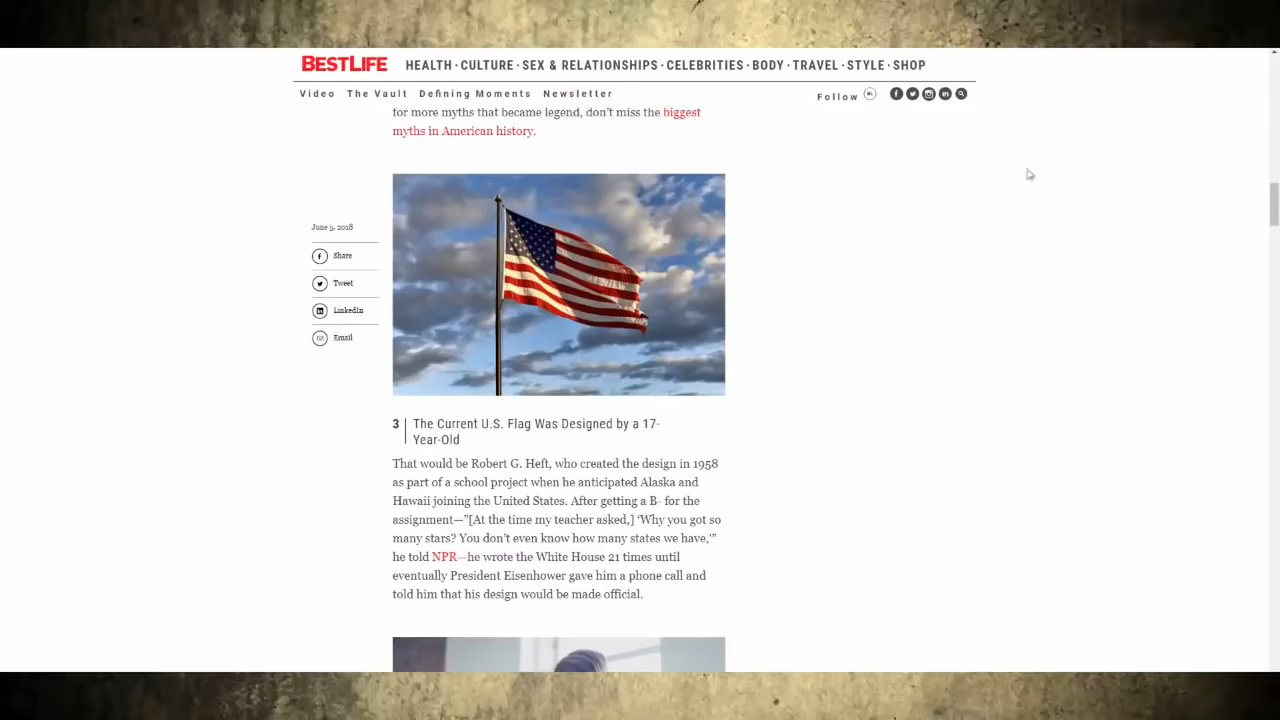 BESTLIFE HEALTH · CULTURE · SEX & RELATIONSHIPS · CELEBRITIES · BODY · TRAVEL · STYLE · SHOP
Video The Vault Defining Moments Newsletter Follow BL
for more myths that became legend, don't miss the biggest
myths in American history.
June 5, 2018
Share
Tweet
LinkedIn
Email
3 | The Current U.S. Flag Was Designed by a 17-
Year-Old
That would be Robert G. Heft, who created the design in 1958
as part of a school project when he anticipated Alaska and
Hawaii joining the United States. After getting a B- for the
assignment—"[At the time my teacher asked,] 'Why you got so
many stars? You don't even know how many states we have,'"
he told NPR—he wrote the White House 21 times until
eventually President Eisenhower gave him a phone call and
told him that his design would be made official.